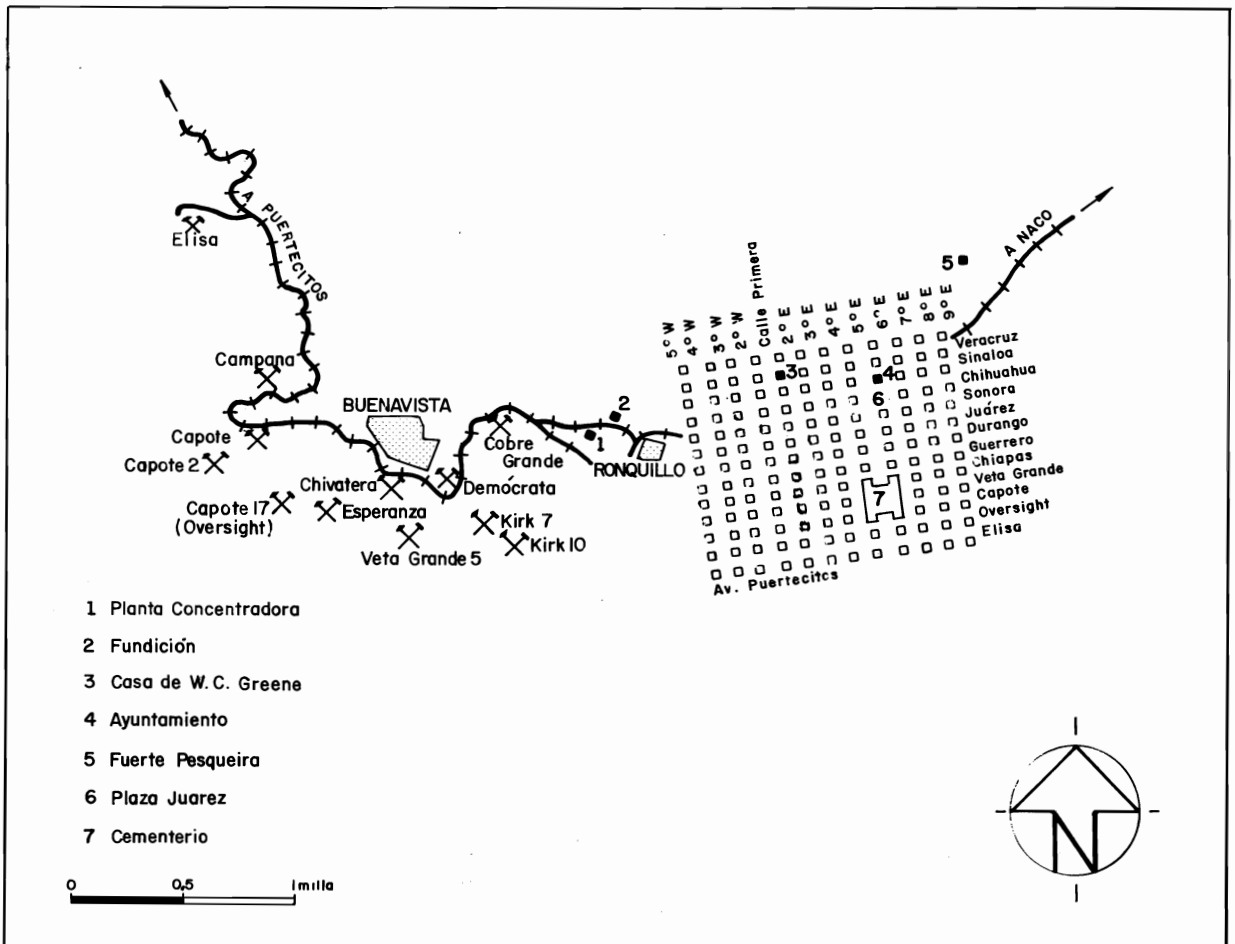 A PUERTECITOS
Elisa
Campana
Capote
Capote 2
Capote 17
(Oversight)
BUENAVISTA
Chivatera
Esperanza
Veta Grande 5
Demócrata
Kirk 7
Kirk 10
Cobre
Grande
1
2
RONQUILLO
5° W
4° W
3° W
2° W
Calle Primera
2° E
3° E
4° E
5° E
6° E
7° E
8° E
9° E
5
A NACO
3
4
6
7
Veracruz
Sinaloa
Chihuahua
Sonora
Juárez
Durango
Guerrero
Chiapas
Veta Grande
Capote
Oversight
Elisa
Av. Puertecitos
1 Planta Concentradora
2 Fundición
3 Casa de W.C. Greene
4 Ayuntamiento
5 Fuerte Pesqueira
6 Plaza Juarez
7 Cementerio
0 0.5 1 milla
N